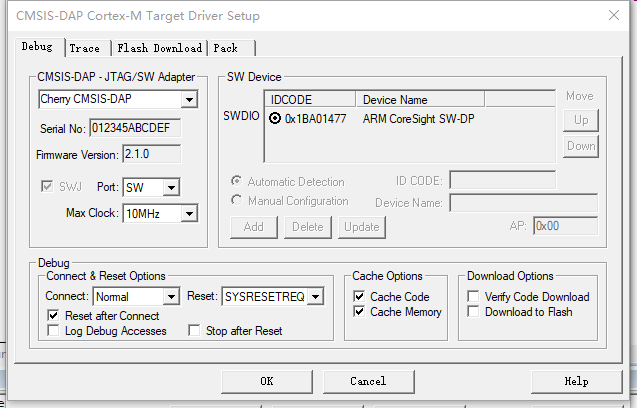 CMSIS-DAP Cortex-M Target Driver Setup
Debug Trace Flash Download Pack
CMSIS-DAP - JTAG/SW Adapter
Cherry CMSIS-DAP
Serial No: 012345ABCDEF
Firmware Version: 2.1.0
SWJ Port: SW
Max Clock: 10MHz
SW Device
IDCODE Device Name
SWDIO 0x1BA01477 ARM CoreSight SW-DP
Move
Up
Down
Automatic Detection ID CODE:
Manual Configuration Device Name:
Add Delete Update AP: 0x00
Debug
Connect & Reset Options
Connect: Normal Reset: SYSRESETREQ
Reset after Connect
Log Debug Accesses Stop after Reset
Cache Options
Cache Code
Cache Memory
Download Options
Verify Code Download
Download to Flash
OK Cancel Help